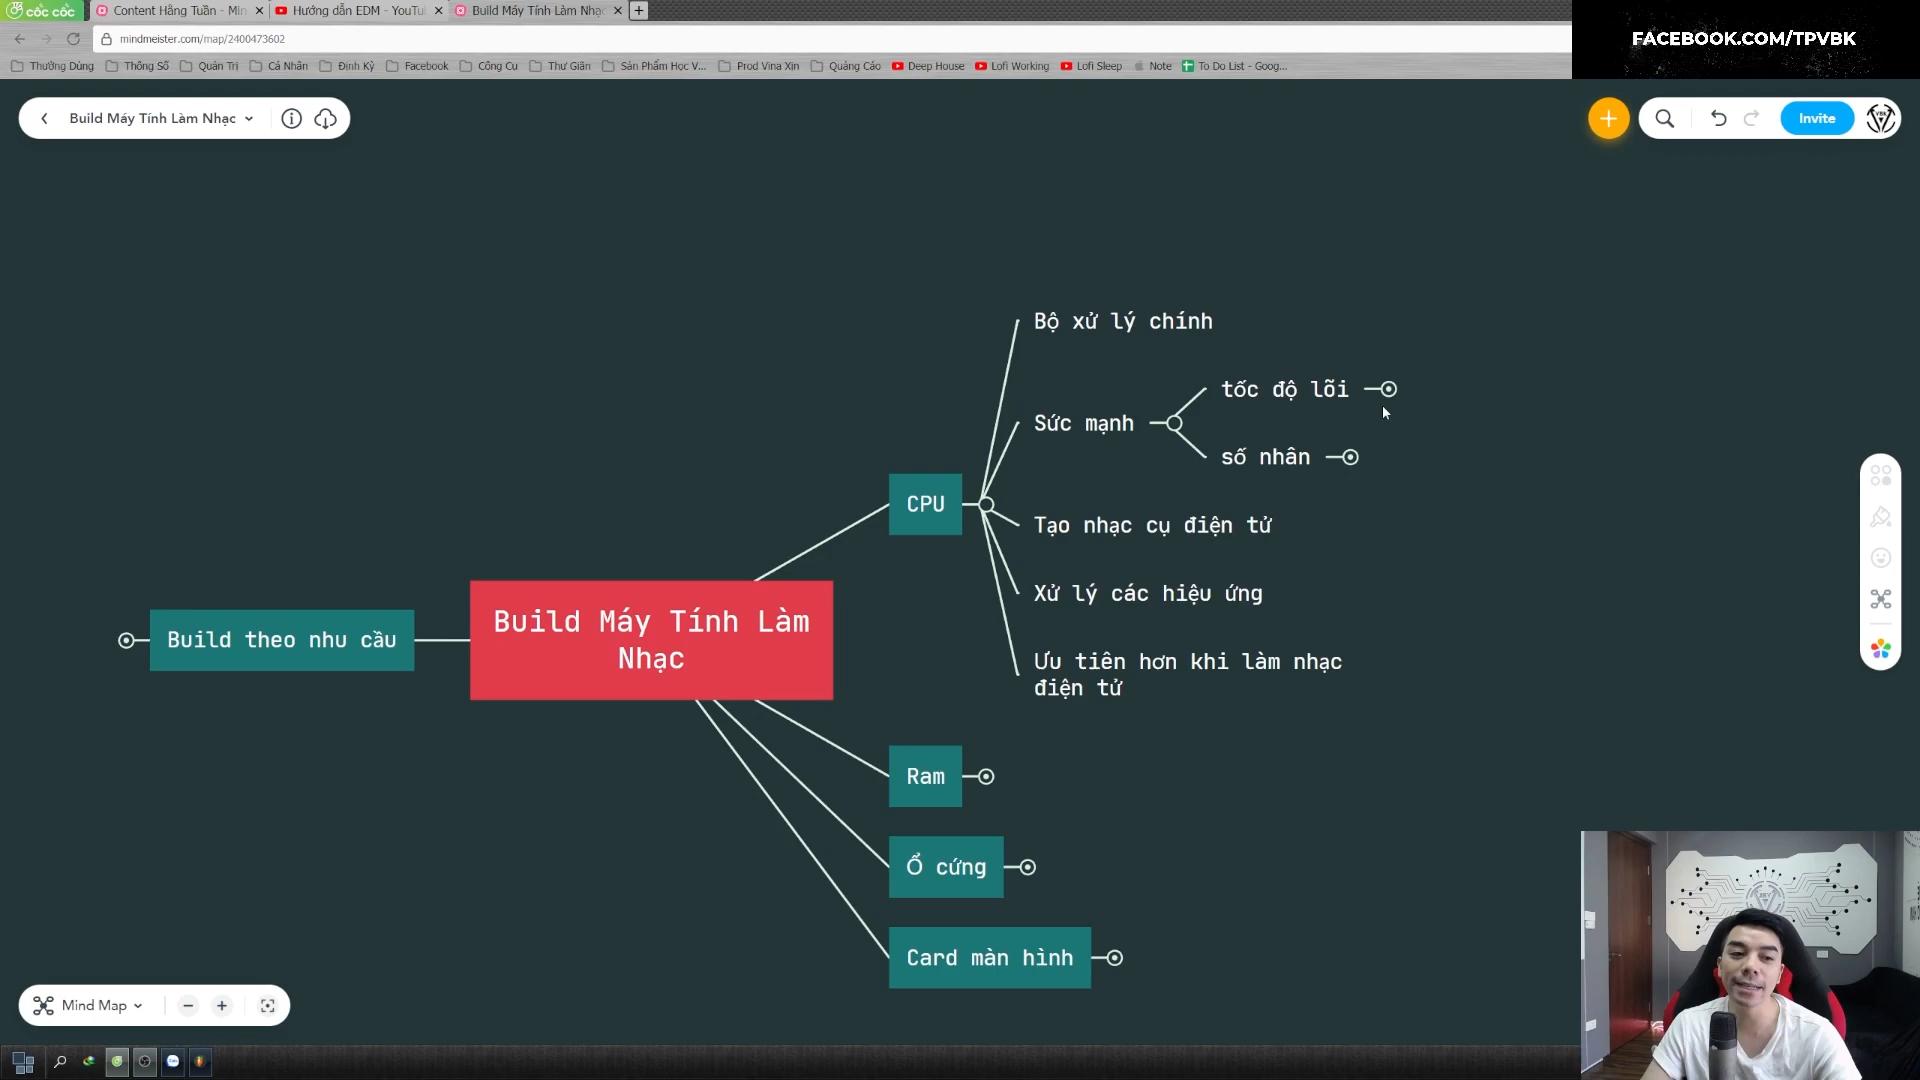 cốc cốc
Content Hằng Tuần - Min
Hướng dẫn EDM - YouTu
Build Máy Tính Làm Nhạc
mindmeister.com/map/2400473602
FACEBOOK.COM/TPVBK
Thường Dùng
Thông Số
Quản Trị
Cá Nhân
Định Kỳ
Facebook
Công Cụ
Thư Giãn
Sản Phẩm Học V...
Prod Vina Xịn
Quảng Cáo
Deep House
Lofi Working
Lofi Sleep
Note
To Do List - Goog...
Build Máy Tính Làm Nhạc
Invite
Bộ xử lý chính
tốc độ lõi
Sức mạnh
số nhân
CPU
Tạo nhạc cụ điện tử
Xử lý các hiệu ứng
Build theo nhu cầu
Build Máy Tính Làm
Nhạc
Ưu tiên hơn khi làm nhạc
điện tử
Ram
Ổ cứng
Card màn hình
Mind Map